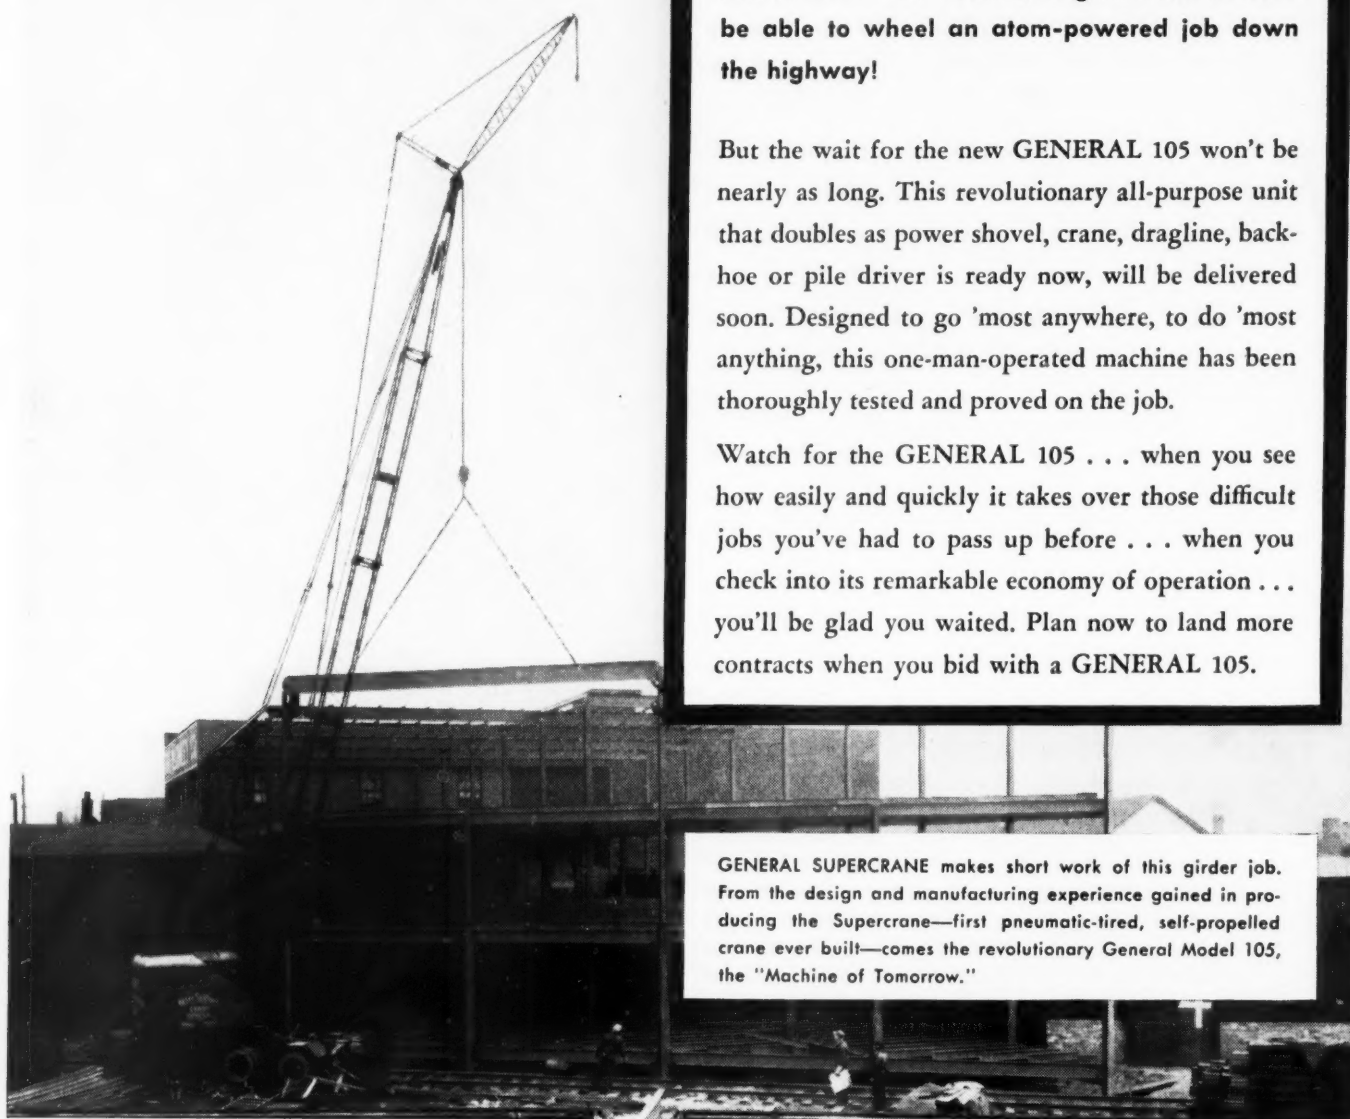 be able to wheel an atom-powered job down
the highway!
But the wait for the new GENERAL 105 won't be
nearly as long. This revolutionary all-purpose unit
that doubles as power shovel, crane, dragline, back-
hoe or pile driver is ready now, will be delivered
soon. Designed to go 'most anywhere, to do 'most
anything, this one-man-operated machine has been
thoroughly tested and proved on the job.
Watch for the GENERAL 105 . . . when you see
how easily and quickly it takes over those difficult
jobs you've had to pass up before . . . when you
check into its remarkable economy of operation . . .
you'll be glad you waited. Plan now to land more
contracts when you bid with a GENERAL 105.
GENERAL SUPERCRANE makes short work of this girder job.
From the design and manufacturing experience gained in pro-
ducing the Supercrane—first pneumatic-tired, self-propelled
crane ever built—comes the revolutionary General Model 105,
the "Machine of Tomorrow."